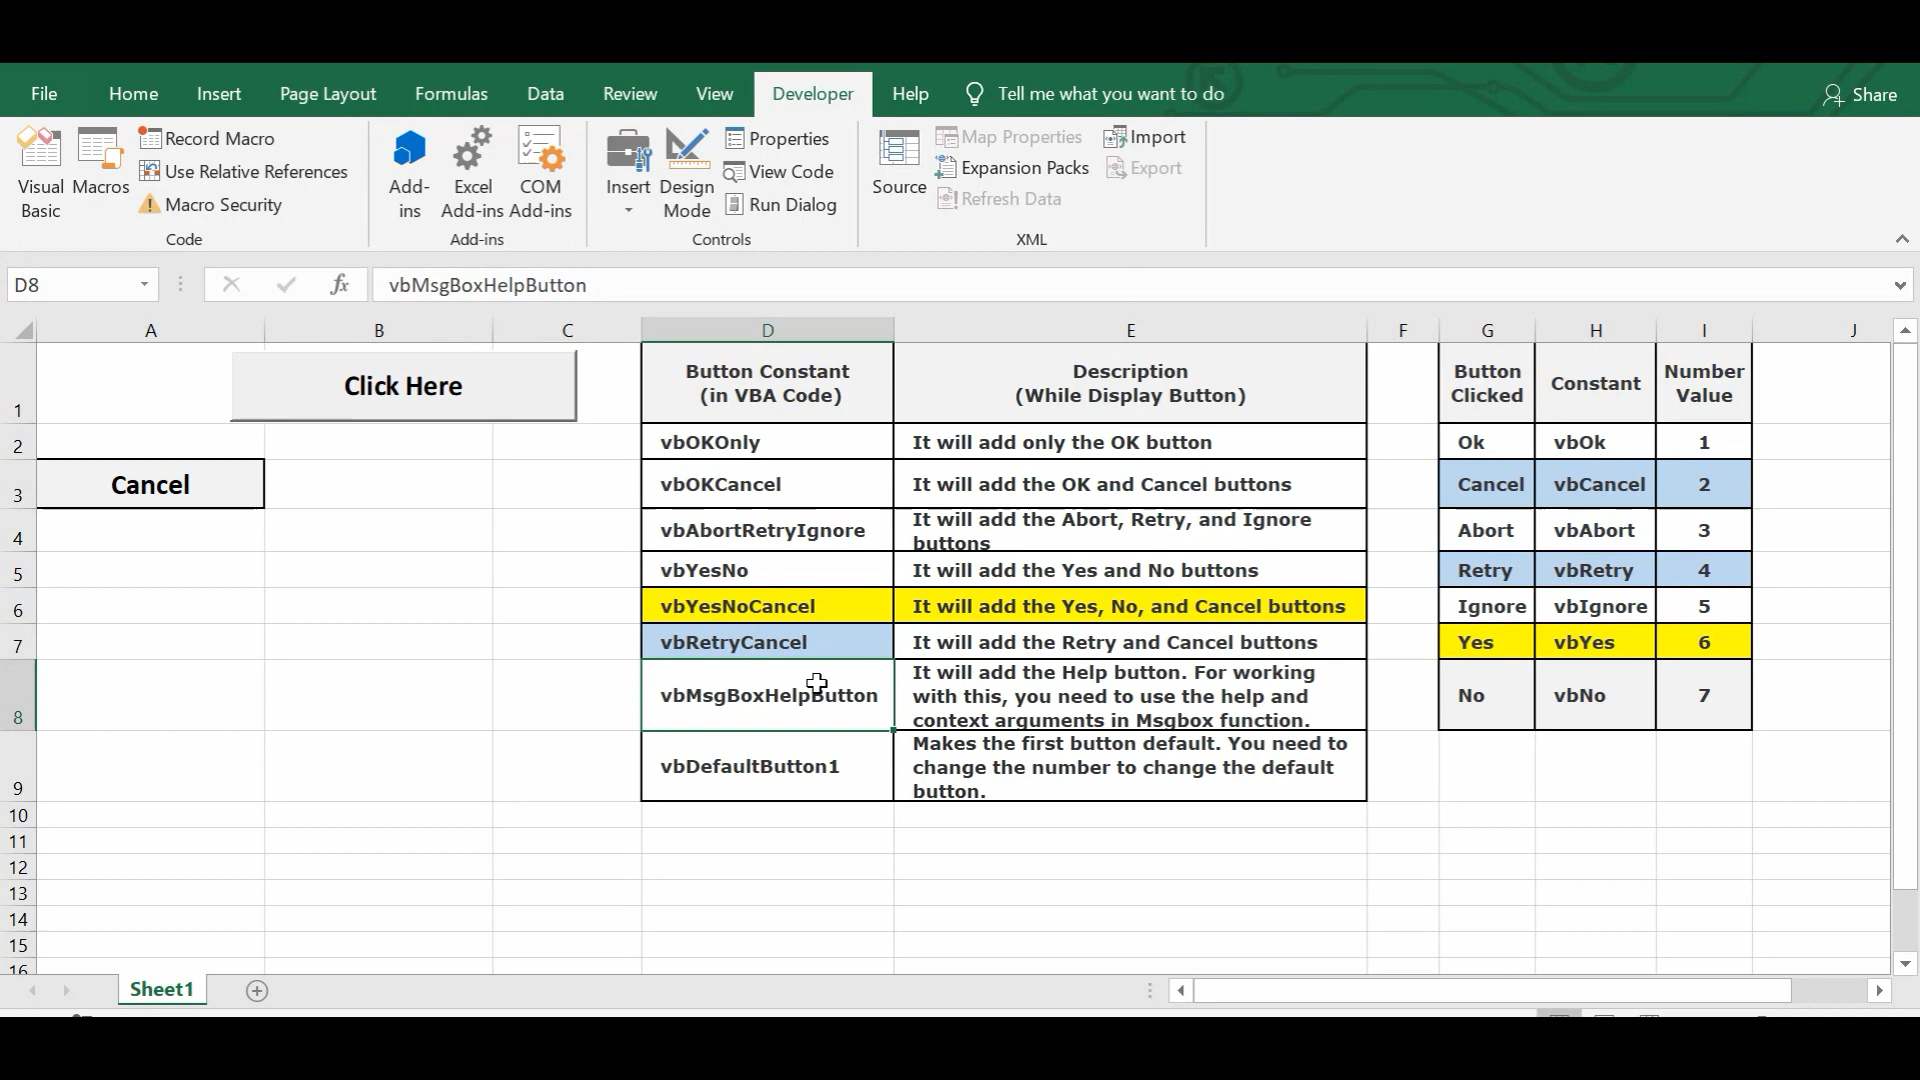 File Home Insert Page Layout Formulas Data Review View Developer Help Tell me what you want to do Share
Visual Basic
Macros
Record Macro
Use Relative References
Macro Security
Code
Add-ins
Excel Add-ins
COM Add-ins
Add-ins
Insert
Design Mode
Properties
View Code
Run Dialog
Controls
Source
Map Properties
Expansion Packs
Refresh Data
Import
Export
XML
D8 fx vbMsgBoxHelpButton
A B C D E F G H I J
1
Click Here
Button Constant
(in VBA Code)
Description
(While Display Button)
Button
Clicked
Constant
Number
Value
2 vbOKOnly It will add only the OK button Ok vbOk 1
3 Cancel vbOKCancel It will add the OK and Cancel buttons Cancel vbCancel 2
4 vbAbortRetryIgnore It will add the Abort, Retry, and Ignore
buttons
Abort vbAbort 3
5 vbYesNo It will add the Yes and No buttons Retry vbRetry 4
6 vbYesNoCancel It will add the Yes, No, and Cancel buttons Ignore vbIgnore 5
7 vbRetryCancel It will add the Retry and Cancel buttons Yes vbYes 6
8 vbMsgBoxHelpButton It will add the Help button. For working
with this, you need to use the help and
context arguments in Msgbox function.
No vbNo 7
9 vbDefaultButton1 Makes the first button default. You need to
change the number to change the default
button.
10
11
12
13
14
15
16
Sheet1